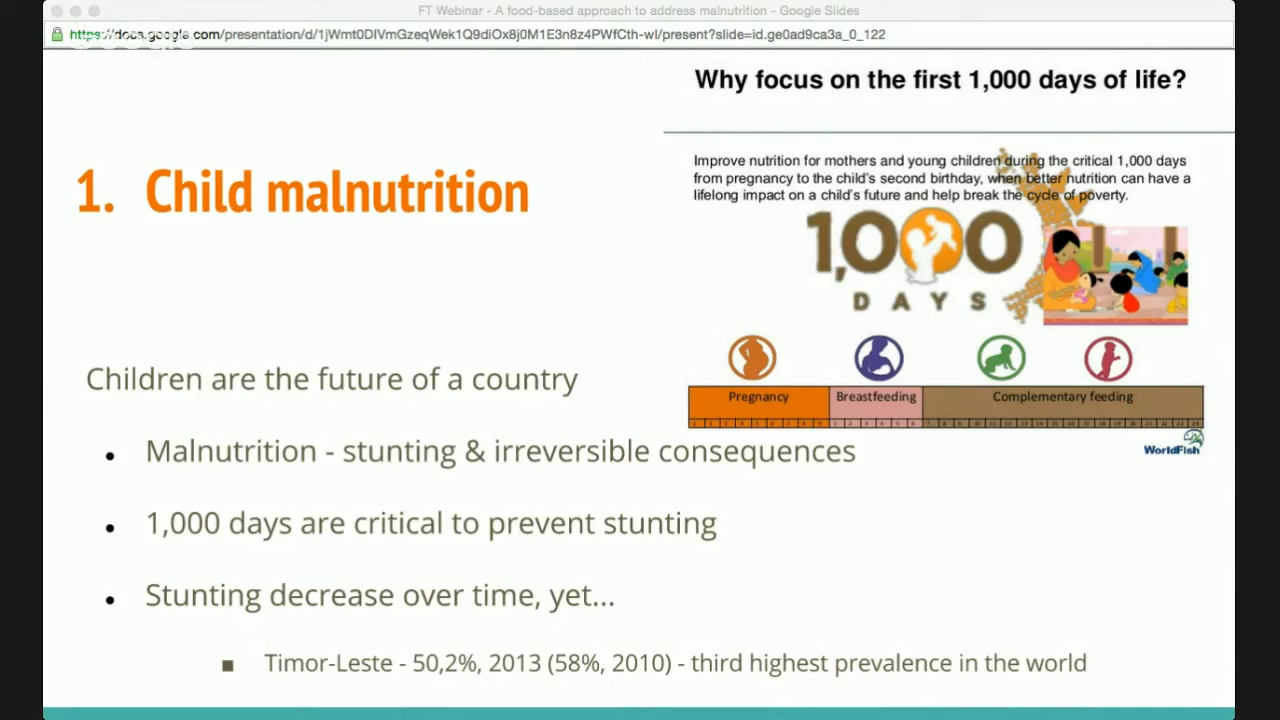 FT Webinar - A food-based approach to address malnutrition - Google Slides
https://docs.google.com/presentation/d/1jWmt0DIVmGzeqWek1Q9diOx8j0M1E3n8z4PWfCth-wI/present?slide=id.ge0ad9ca3a_0_122
Why focus on the first 1,000 days of life?
Improve nutrition for mothers and young children during the critical 1,000 days
from pregnancy to the child's second birthday, when better nutrition can have a
lifelong impact on a child's future and help break the cycle of poverty.
1,000
DAYS
Pregnancy Breastfeeding Complementary feeding
WorldFish
1. Child malnutrition
Children are the future of a country
• Malnutrition - stunting & irreversible consequences
• 1,000 days are critical to prevent stunting
• Stunting decrease over time, yet...
■ Timor-Leste - 50,2%, 2013 (58%, 2010) - third highest prevalence in the world